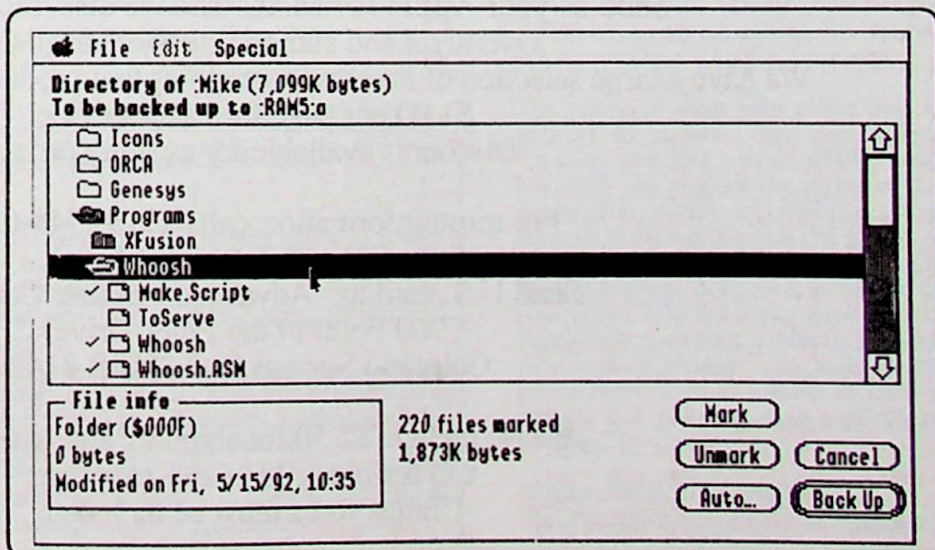 File Edit Special
Directory of :Mike (7,099K bytes)
To be backed up to :RAM5:a
Icons
ORCA
Genesys
Programs
XFusion
Whoosh
✓ Make.Script
ToServe
✓ Whoosh
✓ Whoosh.ASM
File info
Folder ($000F)
0 bytes
Modified on Fri, 5/15/92, 10:35
220 files marked
1,873K bytes
Mark
Unmark
Cancel
Auto...
Back Up